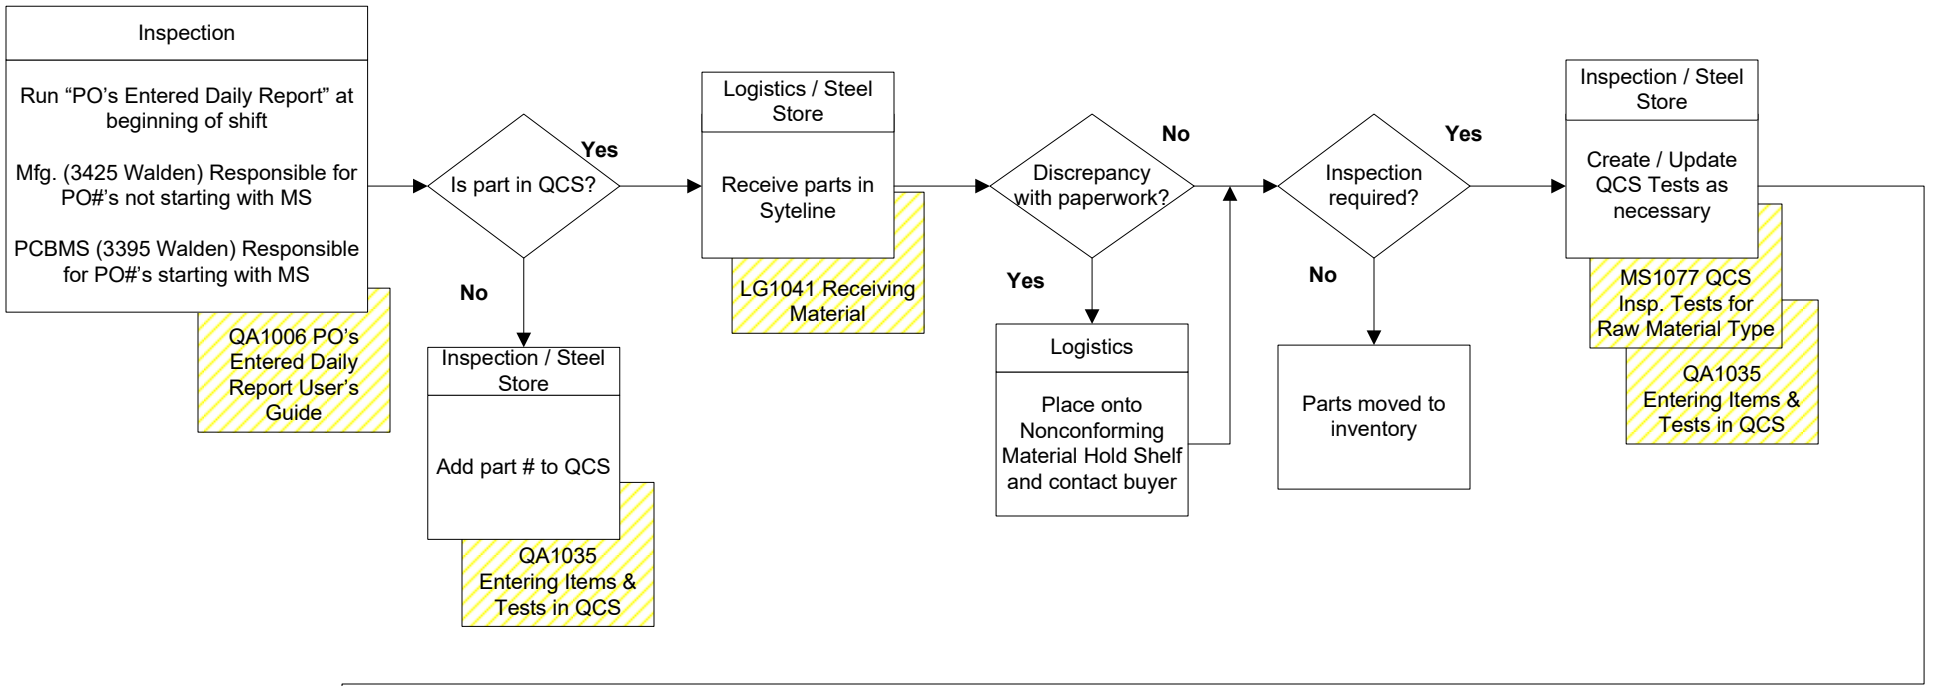 Inspection
Run “PO’s Entered Daily Report” at
beginning of shift
Mfg. (3425 Walden) Responsible for
PO#’s not starting with MS
PCBMS (3395 Walden) Responsible
for PO#’s starting with MS
QA1006 PO’s
Entered Daily
Report User’s
Guide
Is part in QCS?
Yes
No
Inspection / Steel
Store
Add part # to QCS
QA1035
Entering Items &
Tests in QCS
Logistics / Steel
Store
Receive parts in
Syteline
LG1041 Receiving
Material
Discrepancy
with paperwork?
No
Yes
Logistics
Place onto
Nonconforming
Material Hold Shelf
and contact buyer
Inspection
required?
Yes
No
Parts moved to
inventory
Inspection / Steel
Store
Create / Update
QCS Tests as
necessary
MS1077 QCS
Insp. Tests for
Raw Material Type
QA1035
Entering Items &
Tests in QCS